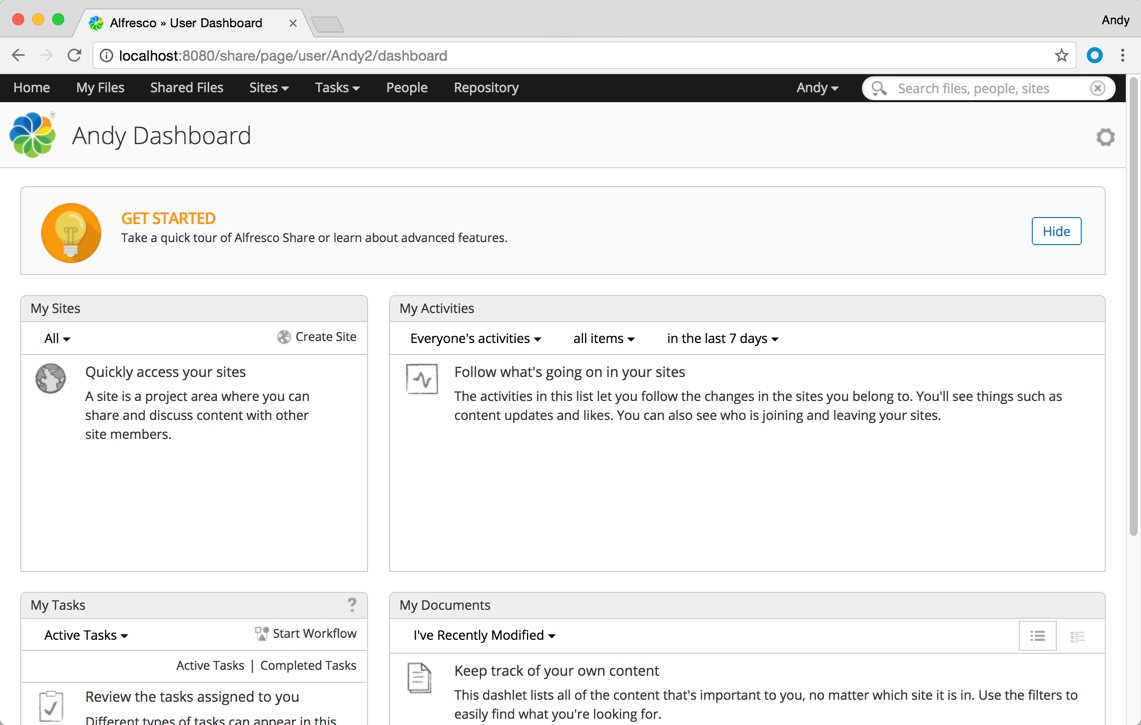 Alfresco » User Dashboard
Andy
localhost:8080/share/page/user/Andy2/dashboard
Home My Files Shared Files Sites Tasks People Repository Andy Search files, people, sites
Andy Dashboard
GET STARTED
Take a quick tour of Alfresco Share or learn about advanced features.
Hide
My Sites
All Create Site
Quickly access your sites
A site is a project area where you can
share and discuss content with other
site members.
My Activities
Everyone's activities all items in the last 7 days
Follow what's going on in your sites
The activities in this list let you follow the changes in the sites you belong to. You'll see things such as
content updates and likes. You can also see who is joining and leaving your sites.
My Tasks ?
Active Tasks Start Workflow
Active Tasks | Completed Tasks
Review the tasks assigned to you
Different types of tasks can appear in this
My Documents
I've Recently Modified
Keep track of your own content
This dashlet lists all of the content that's important to you, no matter which site it is in. Use the filters to
easily find what you're looking for.